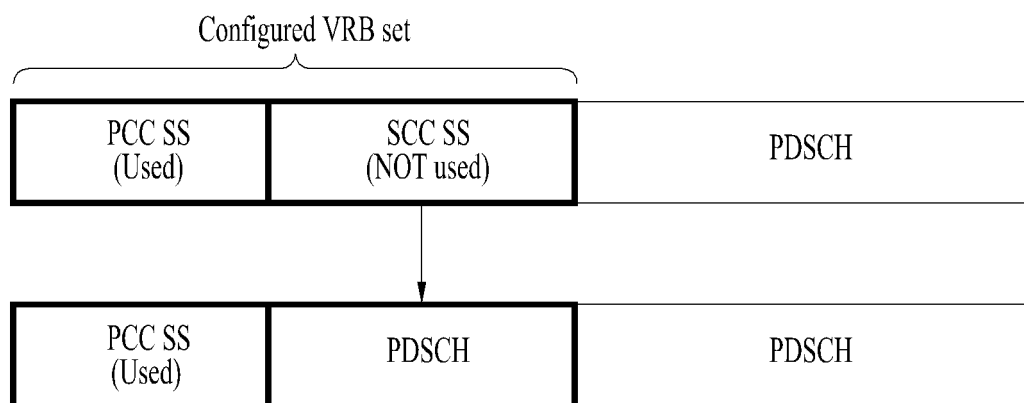 Configured VRB set
PCC SS
(Used)
SCC SS
(NOT used)
PDSCH
PCC SS
(Used)
PDSCH
PDSCH